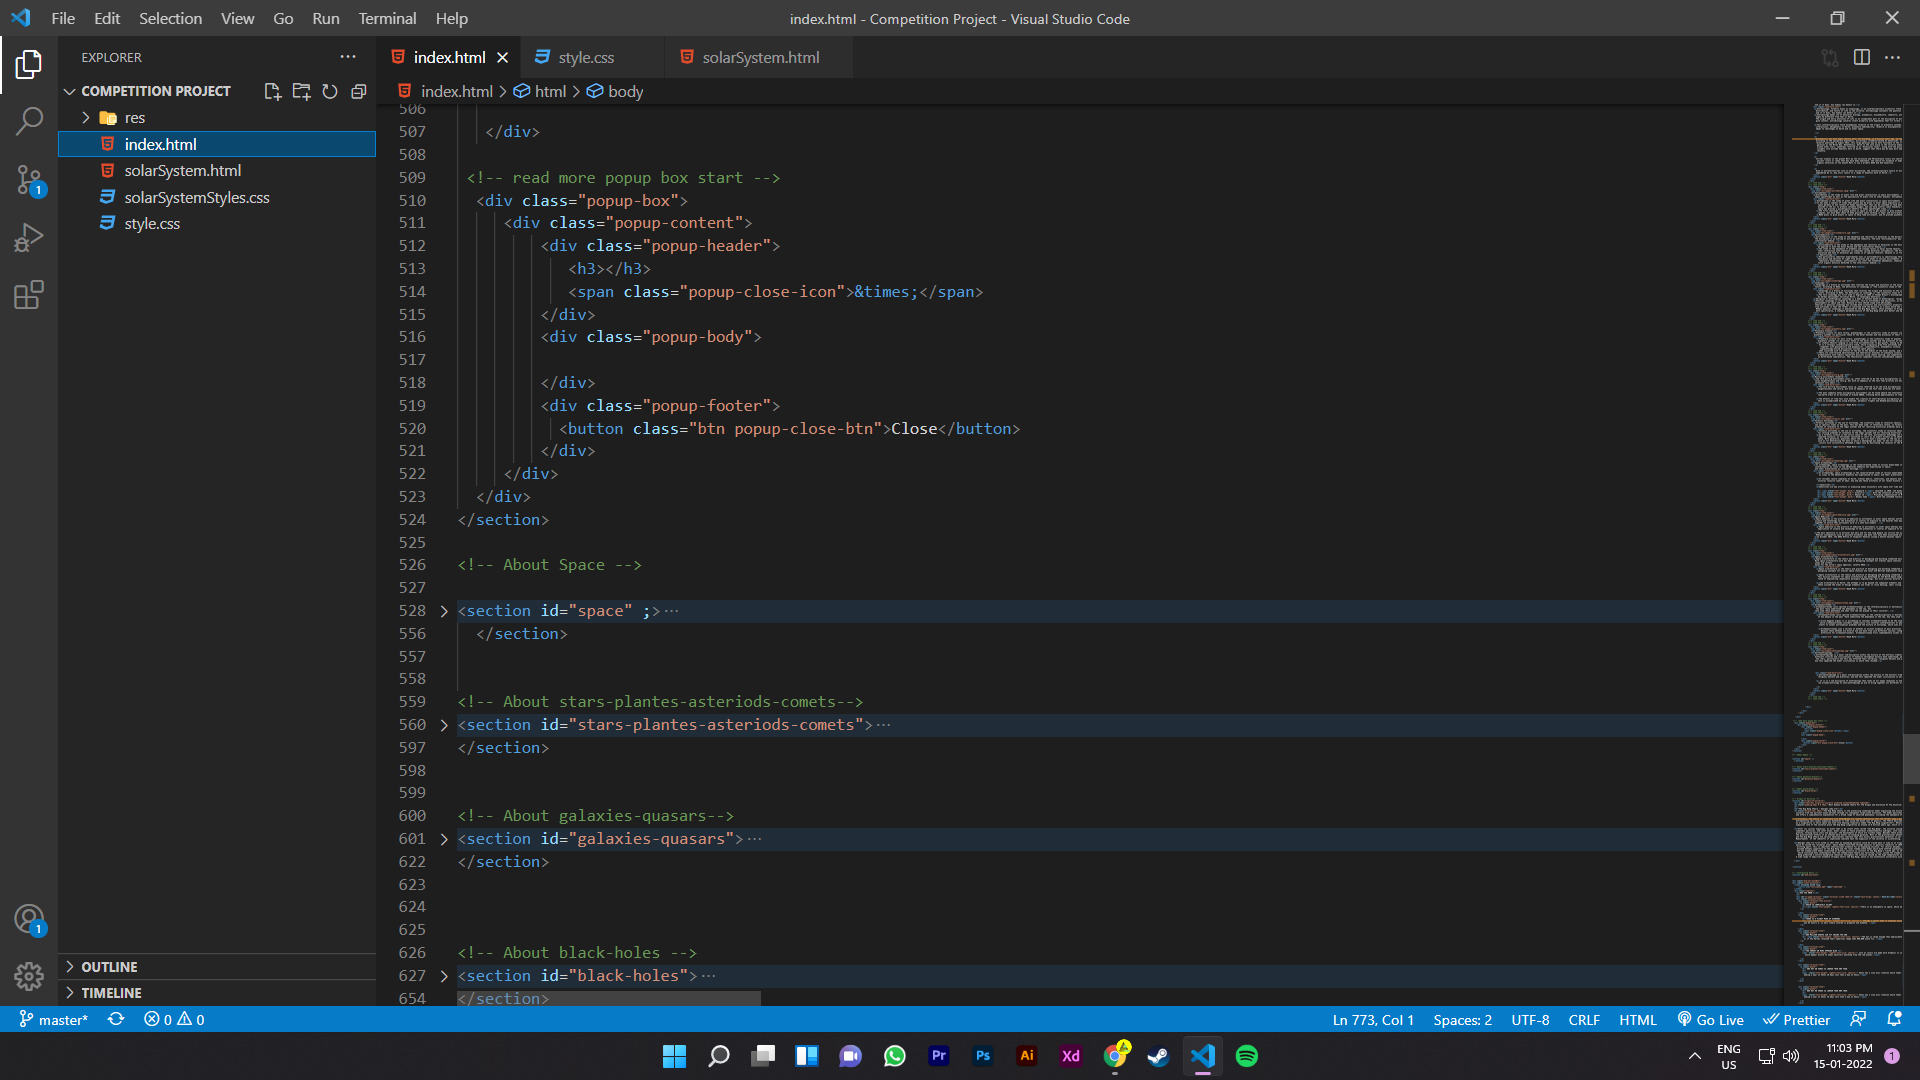 File Edit Selection View Go Run Terminal Help
index.html - Competition Project - Visual Studio Code
EXPLORER
COMPETITION PROJECT
res
index.html
solarSystem.html
solarSystemStyles.css
style.css
OUTLINE
TIMELINE
index.html style.css solarSystem.html
index.html > html > body
506
507 </div>
508
509 <!-- read more popup box start -->
510 <div class="popup-box">
511 <div class="popup-content">
512 <div class="popup-header">
513 <h3></h3>
514 <span class="popup-close-icon">&times;</span>
515 </div>
516 <div class="popup-body">
517
518 </div>
519 <div class="popup-footer">
520 <button class="btn popup-close-btn">Close</button>
521 </div>
522 </div>
523 </div>
524 </section>
525
526 <!-- About Space -->
527
528 <section id="space" ;>···
556 </section>
557
558
559 <!-- About stars-plantes-asteriods-comets-->
560 <section id="stars-plantes-asteriods-comets">···
597 </section>
598
599
600 <!-- About galaxies-quasars-->
601 <section id="galaxies-quasars">···
622 </section>
623
624
625
626 <!-- About black-holes -->
627 <section id="black-holes">···
654 </section>
1
1
master* 0 0 Ln 773, Col 1 Spaces: 2 UTF-8 CRLF HTML Go Live Prettier
Pr Ps Ai Xd
ENG
US
11:03 PM
15-01-2022
1